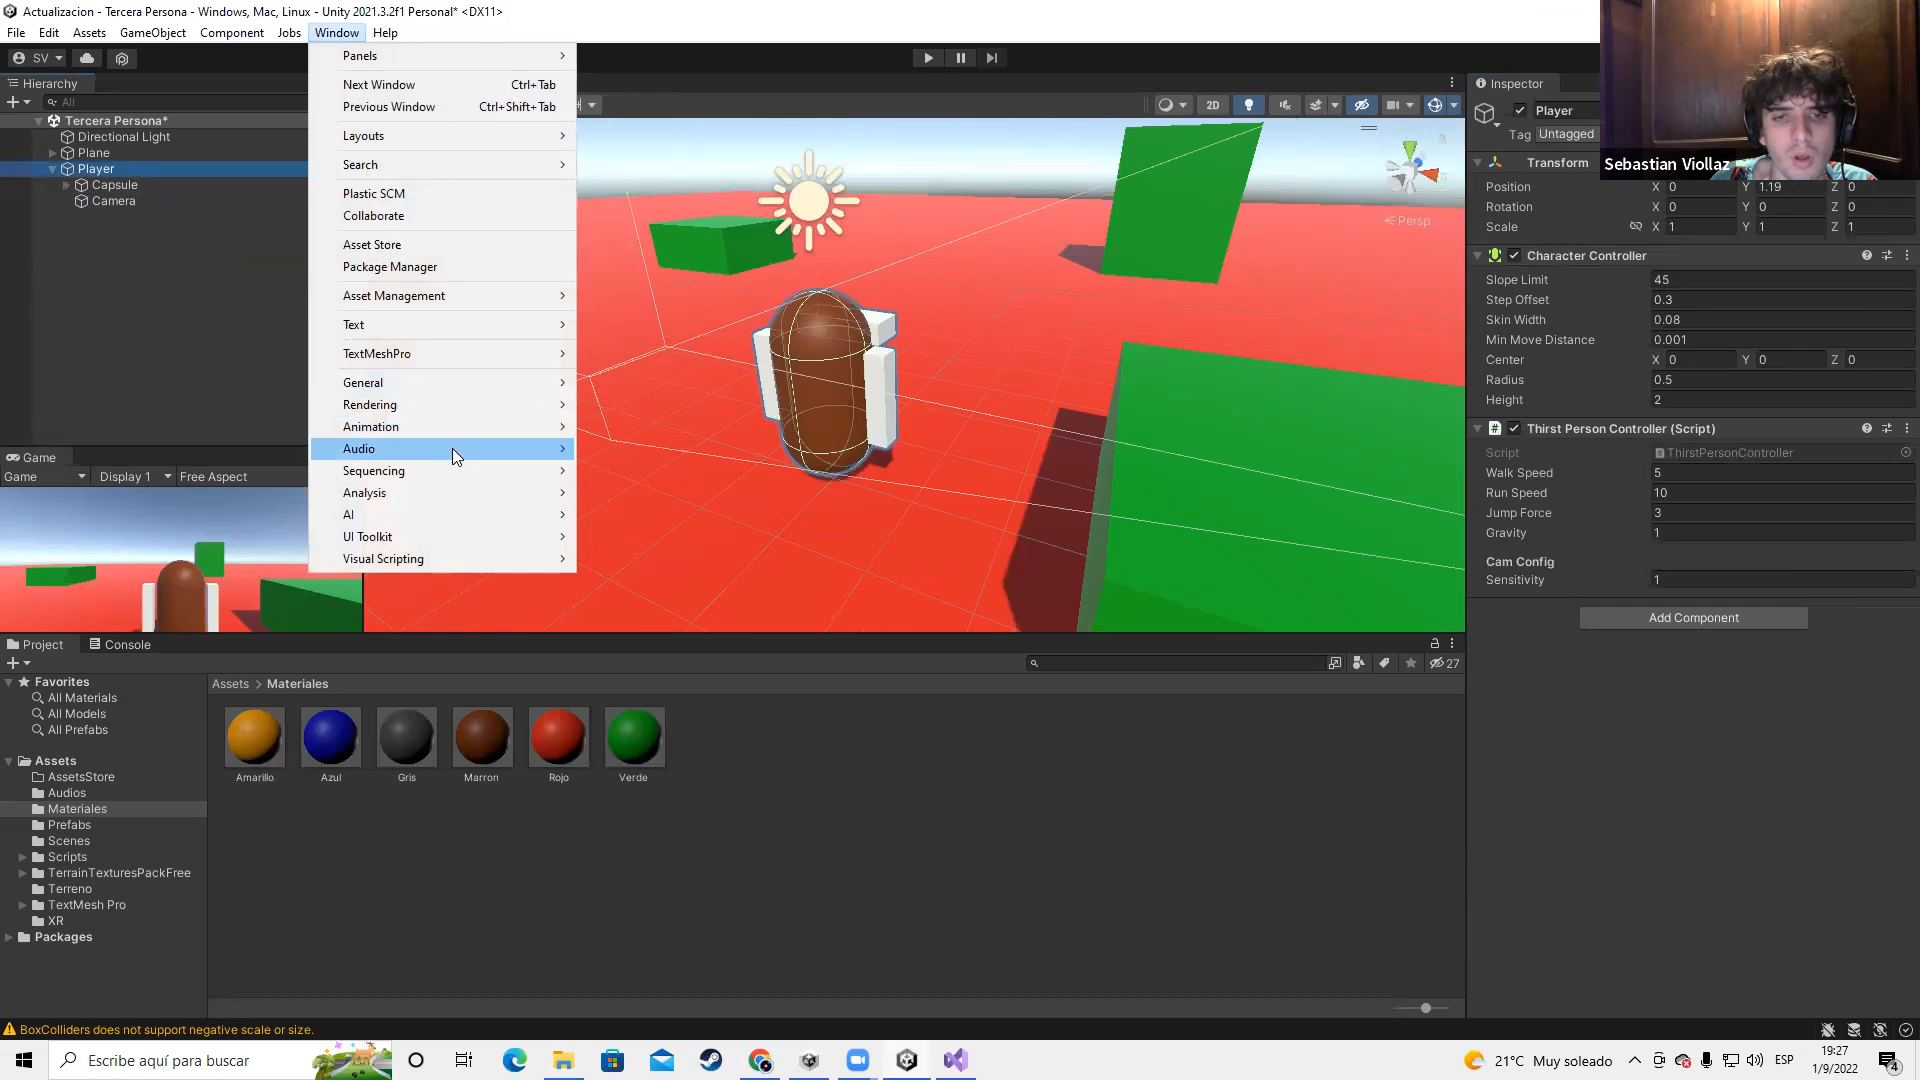 Actualizacion - Tercera Persona - Windows, Mac, Linux - Unity 2021.3.2f1 Personal* <DX11>
File Edit Assets GameObject Component Jobs Window Help
SV
Hierarchy
All
Tercera Persona*
Directional Light
Plane
Player
Capsule
Camera
Panels
Next Window Ctrl+Tab
Previous Window Ctrl+Shift+Tab
Layouts
Search
Plastic SCM
Collaborate
Asset Store
Package Manager
Asset Management
Text
TextMeshPro
General
Rendering
Animation
Audio
Sequencing
Analysis
AI
UI Toolkit
Visual Scripting
2D
Persp
Game
Game Display 1 Free Aspect
Sebastian Viollaz
Inspector
Player
Tag Untagged
Transform
Position X 0 Y 1.19 Z 0
Rotation X 0 Y 0 Z 0
Scale X 1 Y 1 Z 1
Character Controller
Slope Limit 45
Step Offset 0.3
Skin Width 0.08
Min Move Distance 0.001
Center X 0 Y 0 Z 0
Radius 0.5
Height 2
Thirst Person Controller (Script)
Script ThirstPersonController
Walk Speed 5
Run Speed 10
Jump Force 3
Gravity 1
Cam Config
Sensitivity 1
Add Component
Project Console
27
Favorites
All Materials
All Models
All Prefabs
Assets
AssetsStore
Audios
Materiales
Prefabs
Scenes
Scripts
TerrainTexturesPackFree
Terreno
TextMesh Pro
XR
Packages
Assets > Materiales
Amarillo Azul Gris Marron Rojo Verde
BoxColliders does not support negative scale or size.
Escribe aquí para buscar
21°C Muy soleado
ESP
19:27
1/9/2022
4